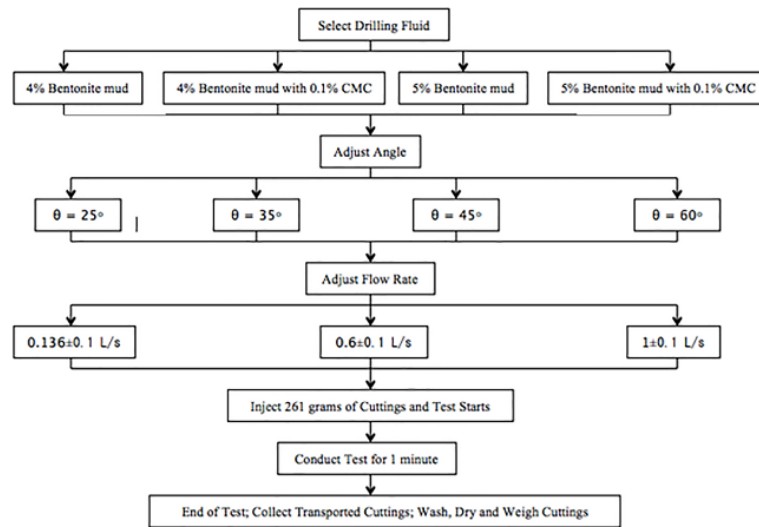 Select Drilling Fluid
4% Bentonite mud
4% Bentonite mud with 0.1% CMC
5% Bentonite mud
5% Bentonite mud with 0.1% CMC
Adjust Angle
θ = 25°
θ = 35°
θ = 45°
θ = 60°
Adjust Flow Rate
0.136±0.1 L/s
0.6±0.1 L/s
1±0.1 L/s
Inject 261 grams of Cuttings and Test Starts
Conduct Test for 1 minute
End of Test; Collect Transported Cuttings; Wash, Dry and Weigh Cuttings